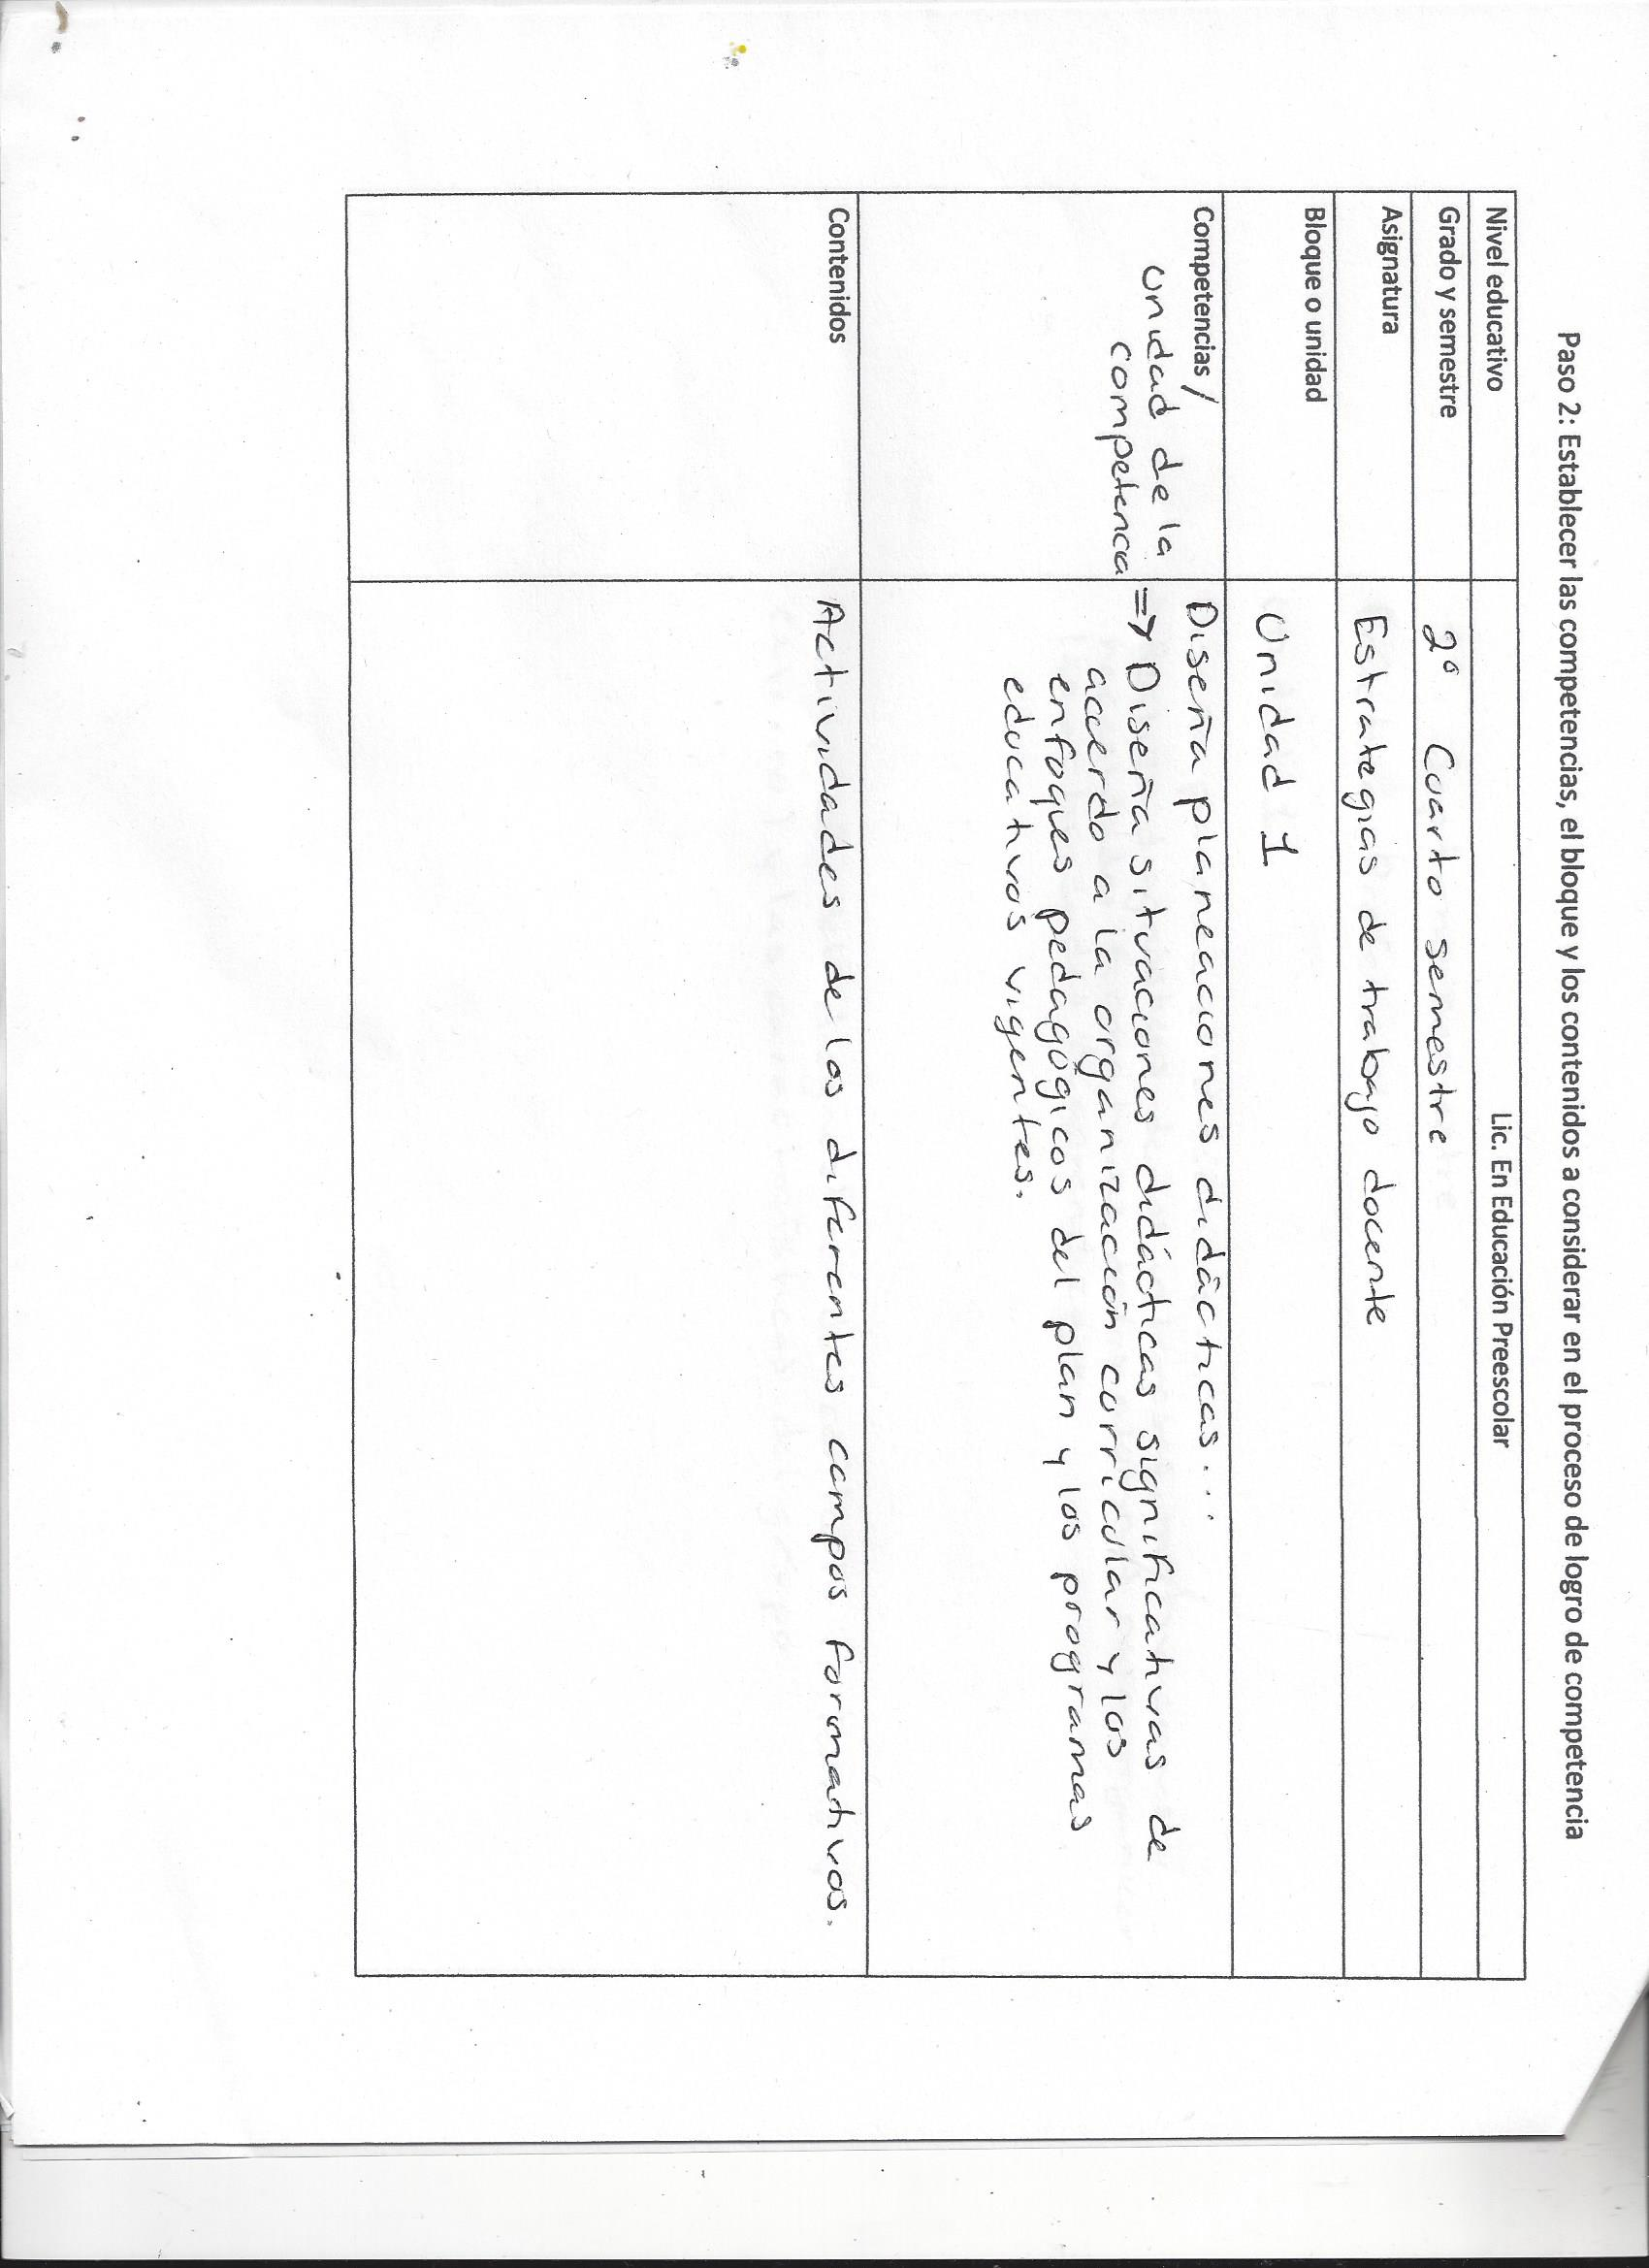 Paso 2: Establecer las competencias, el bloque y los contenidos a considerar en el proceso de logro de competencia
Nivel educativo Lic. En Educación Preescolar
Grado y semestre 2° Cuarto semestre
Asignatura Estrategias de trabajo docente
Bloque o unidad Unidad 1
Competencias / Diseña planeaciones didácticas...
Unidad de la competencia => Diseña situaciones didácticas significativas de
acuerdo a la organización curricular y los
enfoques pedagógicos del plan y los programas
educativos vigentes.
Contenidos Actividades de los diferentes campos formativos.